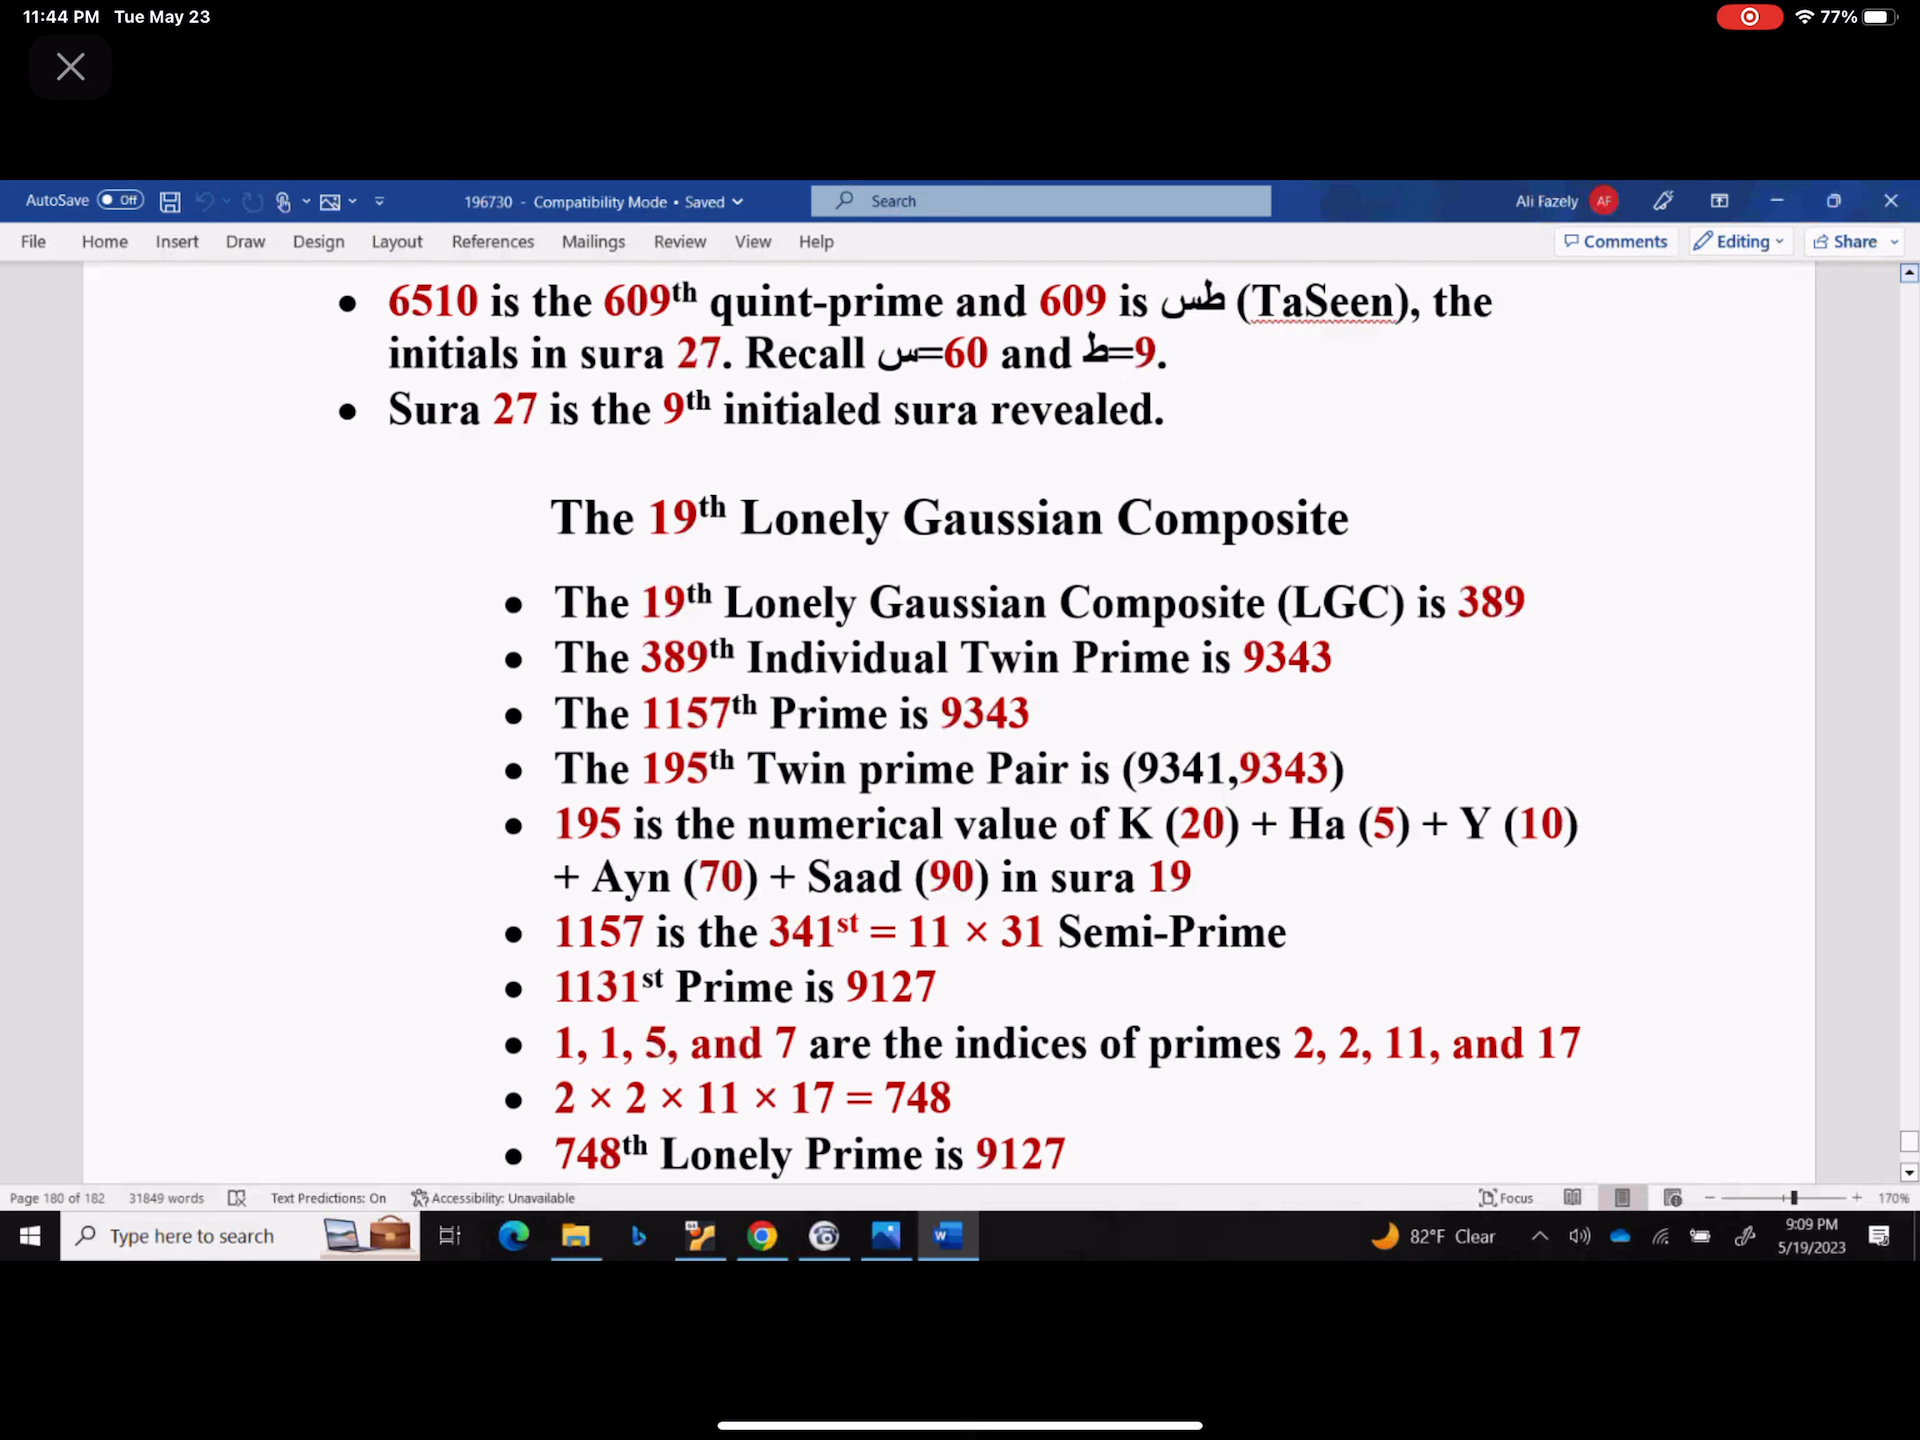 11:44 PM Tue May 23
77%
AutoSave Off
196730 - Compatibility Mode • Saved
Search
Ali Fazely AF
File Home Insert Draw Design Layout References Mailings Review View Help
Comments Editing Share
• 6510 is the 609th quint-prime and 609 is طس (TaSeen), the
initials in sura 27. Recall س=60 and ط=9.
• Sura 27 is the 9th initialed sura revealed.
The 19th Lonely Gaussian Composite
• The 19th Lonely Gaussian Composite (LGC) is 389
• The 389th Individual Twin Prime is 9343
• The 1157th Prime is 9343
• The 195th Twin prime Pair is (9341,9343)
• 195 is the numerical value of K (20) + Ha (5) + Y (10)
+ Ayn (70) + Saad (90) in sura 19
• 1157 is the 341st = 11 × 31 Semi-Prime
• 1131st Prime is 9127
• 1, 1, 5, and 7 are the indices of primes 2, 2, 11, and 17
• 2 × 2 × 11 × 17 = 748
• 748th Lonely Prime is 9127
Page 180 of 182 31849 words Text Predictions: On Accessibility: Unavailable
Focus
170%
Type here to search
82°F Clear
9:09 PM
5/19/2023